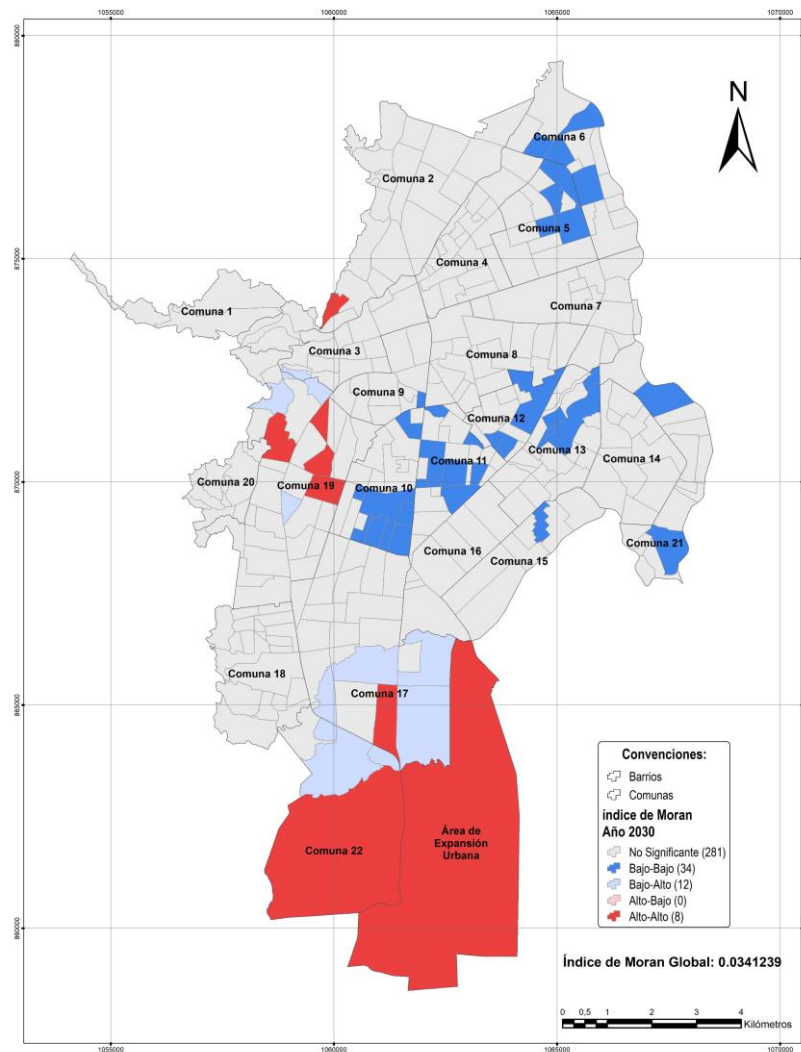 1055000
1060000
1065000
1070000
880000
875000
870000
865000
860000
N
Comuna 6
Comuna 2
Comuna 5
Comuna 4
Comuna 7
Comuna 1
Comuna 3
Comuna 8
Comuna 9
Comuna 12
Comuna 11
Comuna 13
Comuna 14
Comuna 20
Comuna 19
Comuna 10
Comuna 16
Comuna 15
Comuna 21
Comuna 18
Comuna 17
Área de
Expansión
Urbana
Comuna 22
Convenciones:
Barrios
Comunas
índice de Moran
Año 2030
No Significante (281)
Bajo-Bajo (34)
Bajo-Alto (12)
Alto-Bajo (0)
Alto-Alto (8)
Índice de Moran Global: 0.0341239
0 0,5 1 2 3 4
Kilómetros
1055000
1060000
1065000
1070000